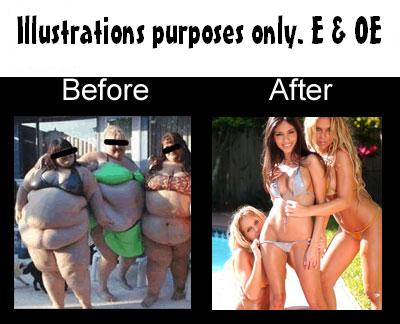 Illustrations purposes only. E & OE
Before
After